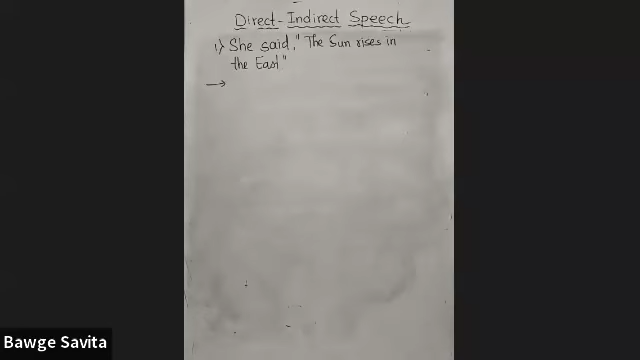 Direct-Indirect Speech
1) She said, "The Sun rises in
the East"
→
Bawge Savita